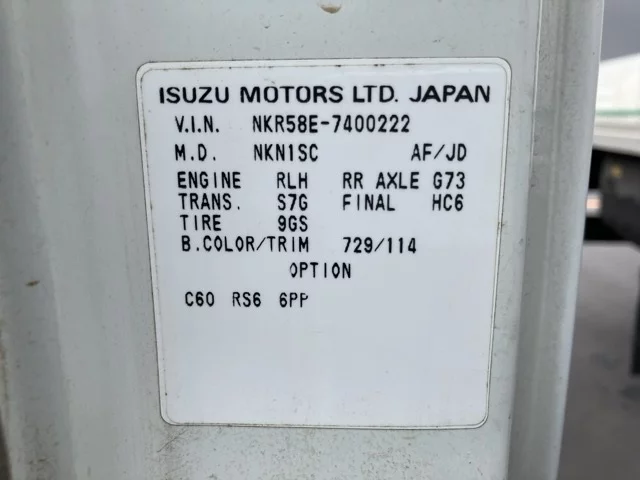 ISUZU MOTORS LTD. JAPAN
V.I.N. NKR58E-7400222
M.D. NKN1SC AF/JD
ENGINE RLH RR AXLE G73
TRANS. S7G FINAL HC6
TIRE 9GS
B.COLOR/TRIM 729/114
OPTION
C60 RS6 6PP